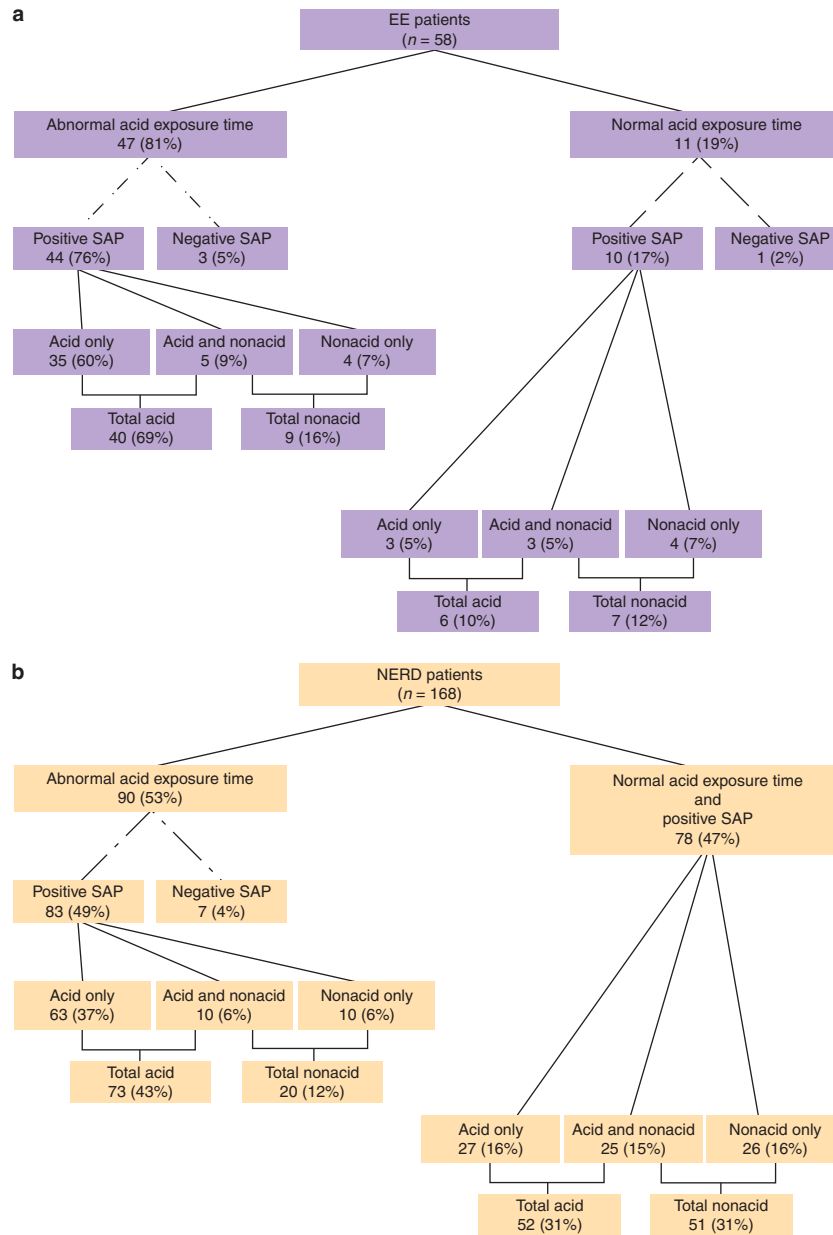 a
EE patients
(n = 58)
Abnormal acid exposure time
47 (81%)
Normal acid exposure time
11 (19%)
Positive SAP
44 (76%)
Negative SAP
3 (5%)
Positive SAP
10 (17%)
Negative SAP
1 (2%)
Acid only
35 (60%)
Acid and nonacid
5 (9%)
Nonacid only
4 (7%)
Total acid
40 (69%)
Total nonacid
9 (16%)
Acid only
3 (5%)
Acid and nonacid
3 (5%)
Nonacid only
4 (7%)
Total acid
6 (10%)
Total nonacid
7 (12%)
b
NERD patients
(n = 168)
Abnormal acid exposure time
90 (53%)
Normal acid exposure time
and
positive SAP
78 (47%)
Positive SAP
83 (49%)
Negative SAP
7 (4%)
Acid only
63 (37%)
Acid and nonacid
10 (6%)
Nonacid only
10 (6%)
Total acid
73 (43%)
Total nonacid
20 (12%)
Acid only
27 (16%)
Acid and nonacid
25 (15%)
Nonacid only
26 (16%)
Total acid
52 (31%)
Total nonacid
51 (31%)